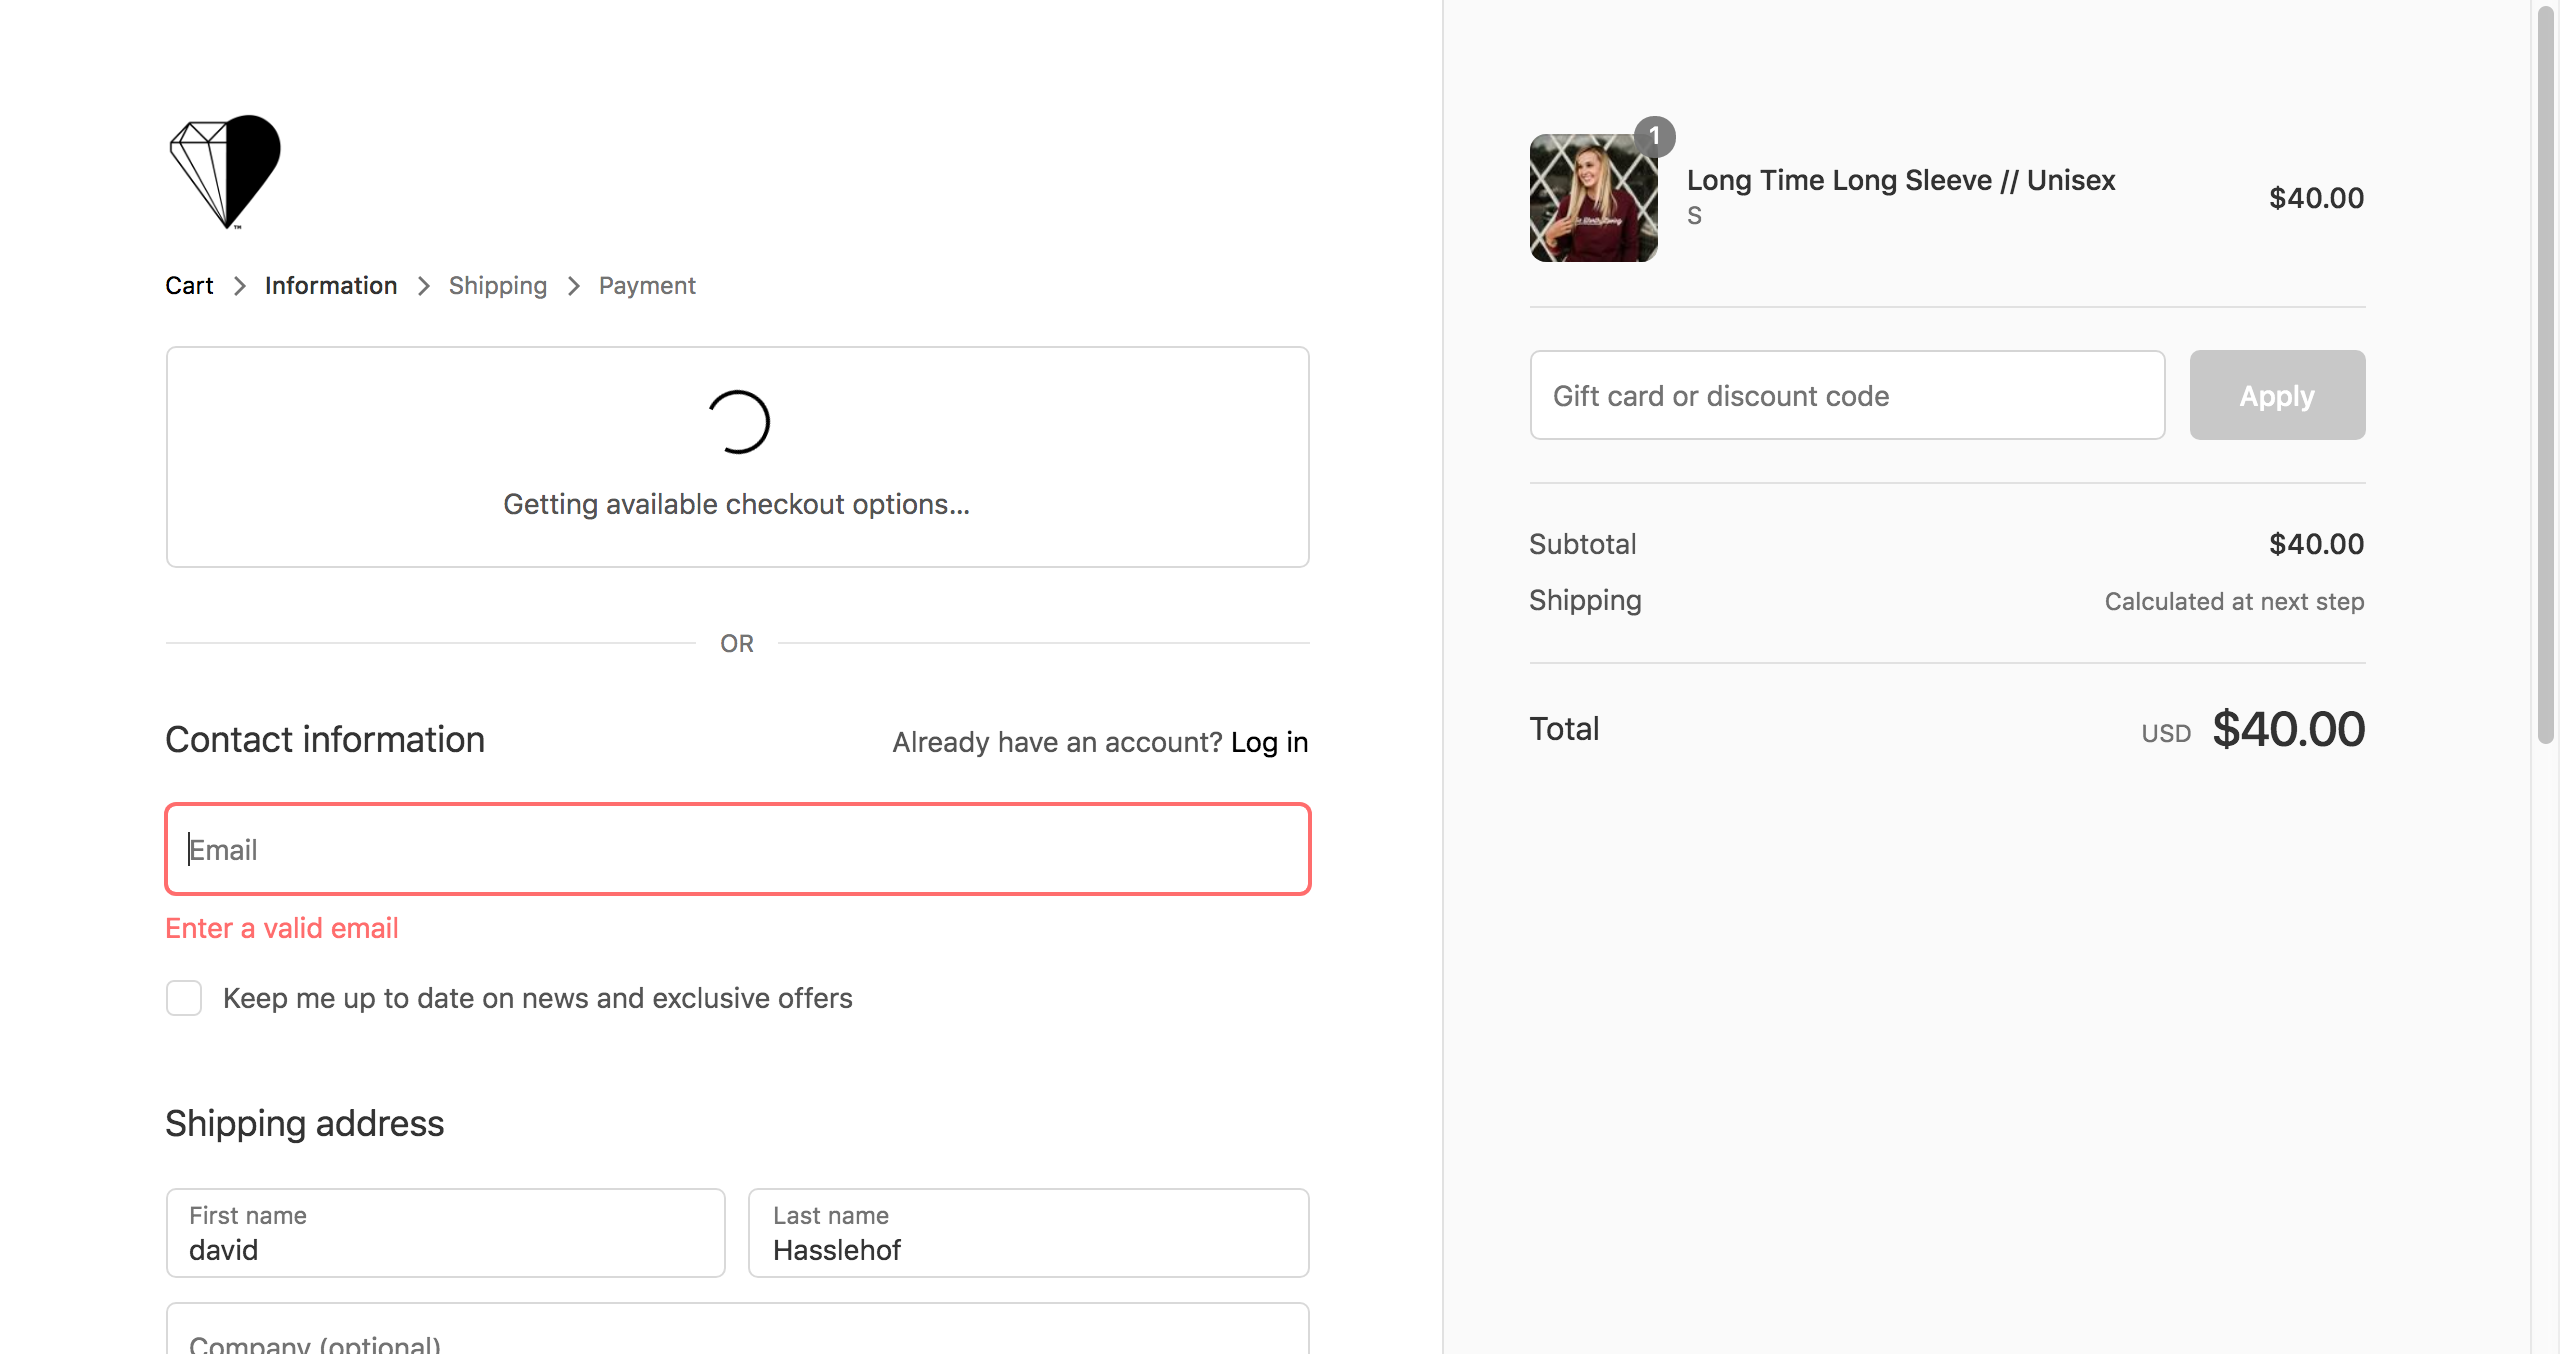 TM
Cart > Information > Shipping > Payment
Getting available checkout options...
OR
Contact information
Already have an account? Log in
Email
Enter a valid email
Keep me up to date on news and exclusive offers
Shipping address
First name
david
Last name
Hasslehof
Company (optional)
1
Long Time Long Sleeve // Unisex
S
$40.00
Gift card or discount code
Apply
Subtotal
$40.00
Shipping
Calculated at next step
Total
USD $40.00